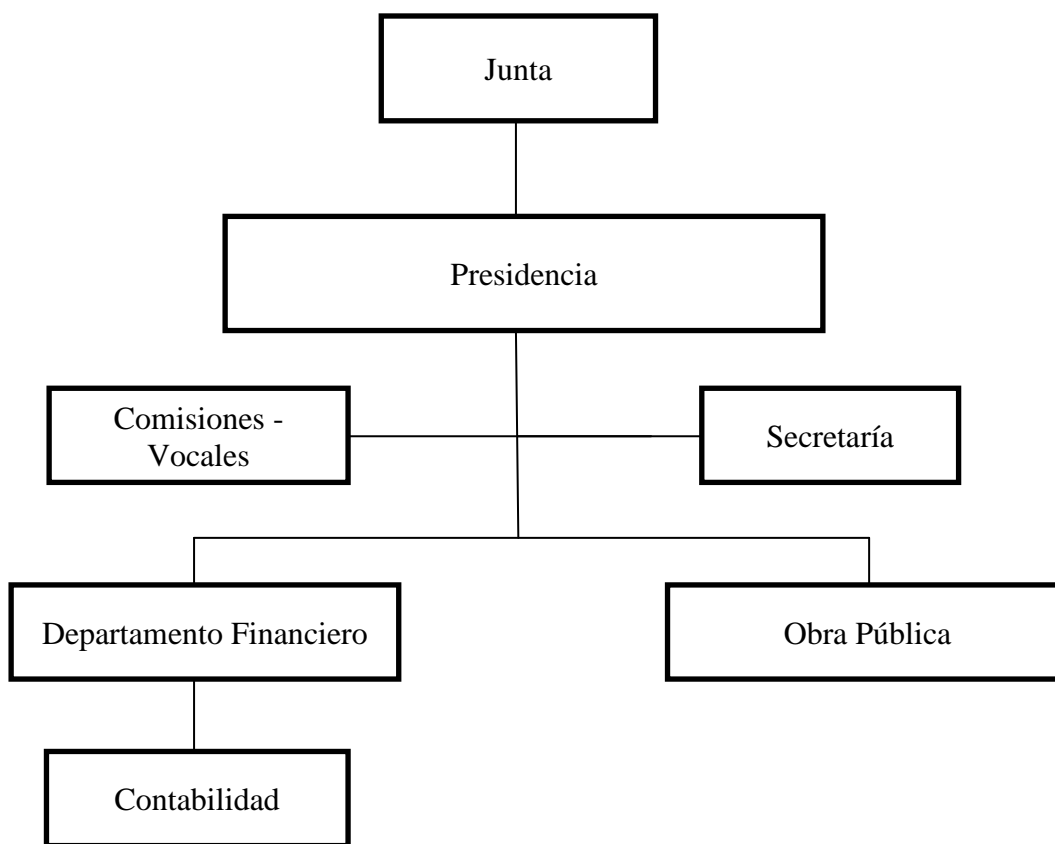 Junta
Presidencia
Comisiones -
Vocales
Secretaría
Departamento Financiero
Obra Pública
Contabilidad